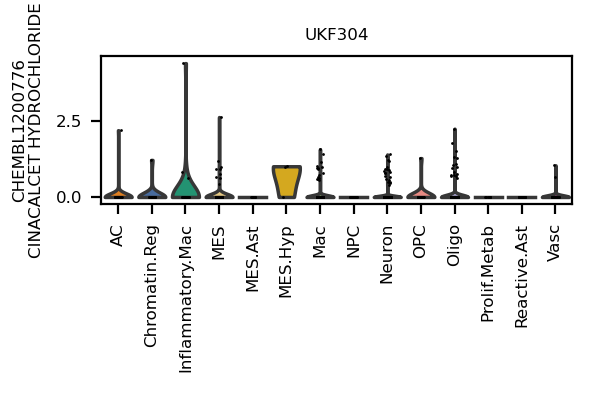 UKF304
CHEMBL1200776
CINACALCET HYDROCHLORIDE
2.5
0.0
AC
Chromatin.Reg
Inflammatory.Mac
MES
MES.Ast
MES.Hyp
Mac
NPC
Neuron
OPC
Oligo
Prolif.Metab
Reactive.Ast
Vasc